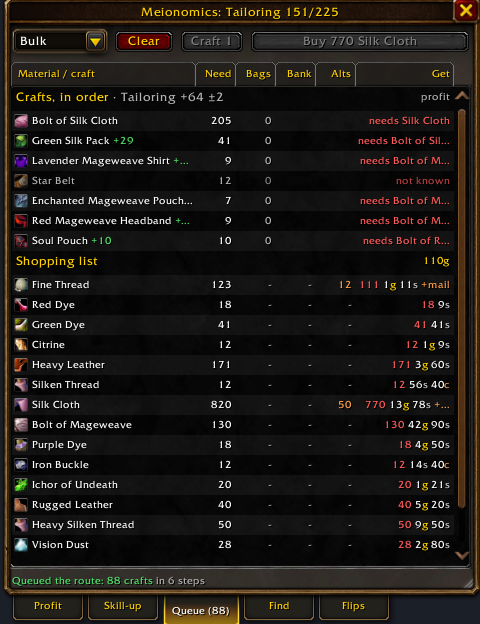 Meionomics: Tailoring 151/225
Bulk Clear Craft 1 Buy 770 Silk Cloth
Material / craft Need Bags Bank Alts Get
Crafts, in order · Tailoring +64 ±2 profit
Bolt of Silk Cloth 205 0 needs Silk Cloth
Green Silk Pack +29 41 0 needs Bolt of Sil...
Lavender Mageweave Shirt +... 9 0 needs Bolt of M...
Star Belt 12 0 not known
Enchanted Mageweave Pouch... 7 0 needs Bolt of M...
Red Mageweave Headband +... 9 0 needs Bolt of M...
Soul Pouch +10 10 0 needs Bolt of R...
Shopping list 110g
Fine Thread 123 - - 12 111 1g 11s +mail
Red Dye 18 - - - 18 9s
Green Dye 41 - - - 41 41s
Citrine 12 - - - 12 1g 9s
Heavy Leather 171 - - - 171 3g 60s
Silken Thread 12 - - - 12 56s 40c
Silk Cloth 820 - - 50 770 13g 78s +...
Bolt of Mageweave 130 - - - 130 42g 90s
Purple Dye 18 - - - 18 4g 50s
Iron Buckle 12 - - - 12 14s 40c
Ichor of Undeath 20 - - - 20 1g 21s
Rugged Leather 40 - - - 40 5g 20s
Heavy Silken Thread 50 - - - 50 9g 50s
Vision Dust 28 - - - 28 2g 80s
Queued the route: 88 crafts in 6 steps
Profit Skill-up Queue (88) Find Flips